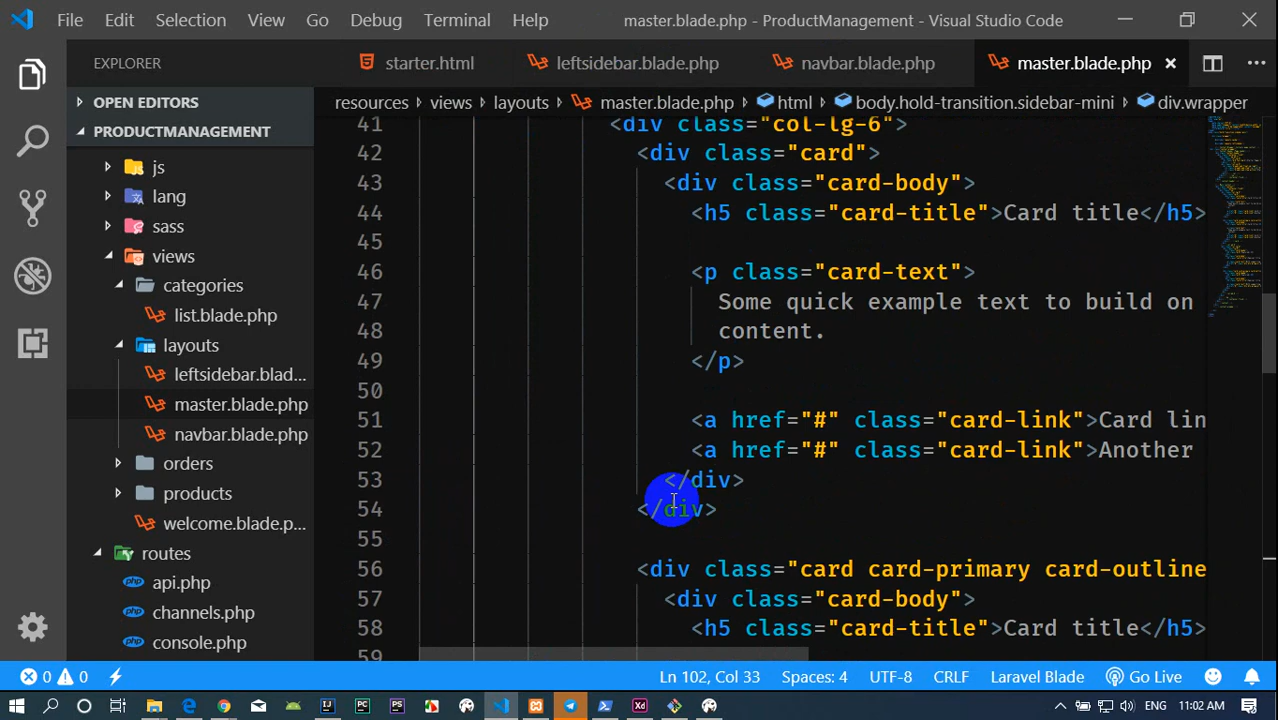 File Edit Selection View Go Debug Terminal Help master.blade.php - ProductManagement - Visual Studio Code
EXPLORER starter.html leftsidebar.blade.php navbar.blade.php master.blade.php
OPEN EDITORS
PRODUCTMANAGEMENT
js
lang
sass
views
categories
list.blade.php
layouts
leftsidebar.blad...
master.blade.php
navbar.blade.php
orders
products
welcome.blade.p...
routes
api.php
channels.php
console.php
resources views layouts master.blade.php html body.hold-transition.sidebar-mini div.wrapper
41 <div class="col-lg-6">
42 <div class="card">
43 <div class="card-body">
44 <h5 class="card-title">Card title</h5>
45
46 <p class="card-text">
47 Some quick example text to build on
48 content.
49 </p>
50
51 <a href="#" class="card-link">Card lin
52 <a href="#" class="card-link">Another
53 </div>
54 </div>
55
56 <div class="card card-primary card-outline
57 <div class="card-body">
58 <h5 class="card-title">Card title</h5>
59
0 0 Ln 102, Col 33 Spaces: 4 UTF-8 CRLF Laravel Blade Go Live
ENG 11:02 AM